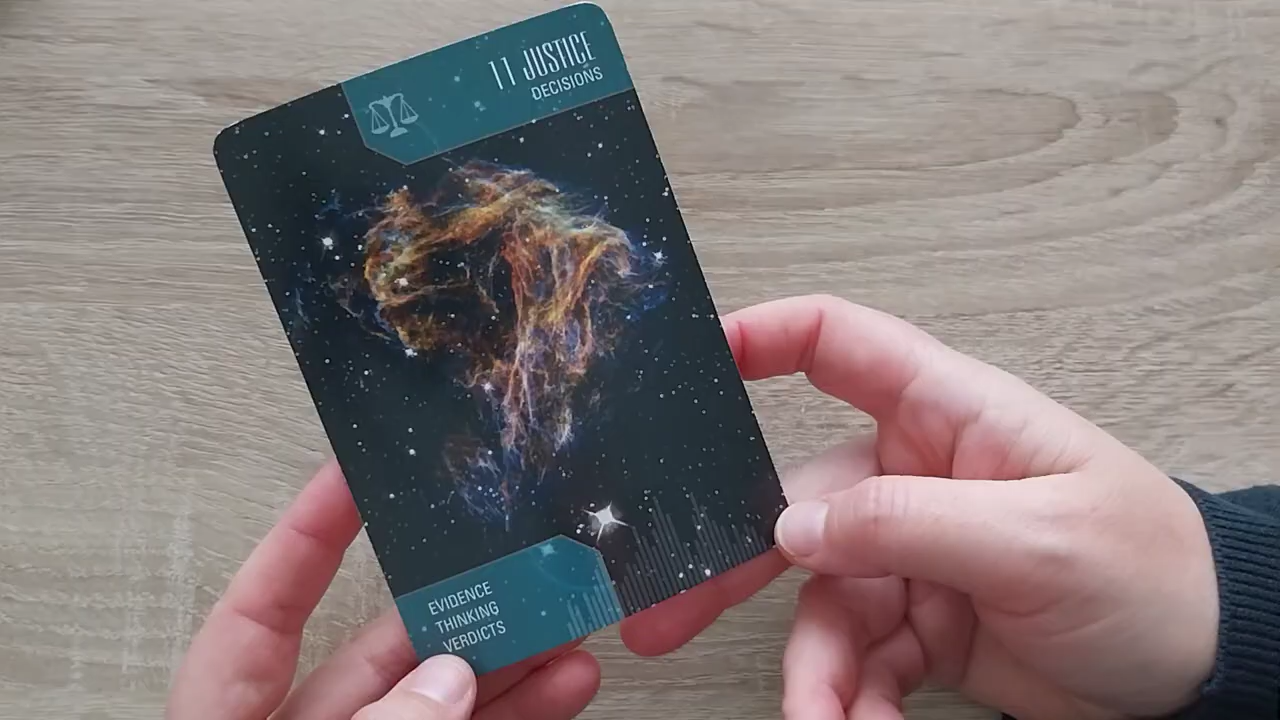 11 JUSTICE
DECISIONS
EVIDENCE
THINKING
VERDICTS